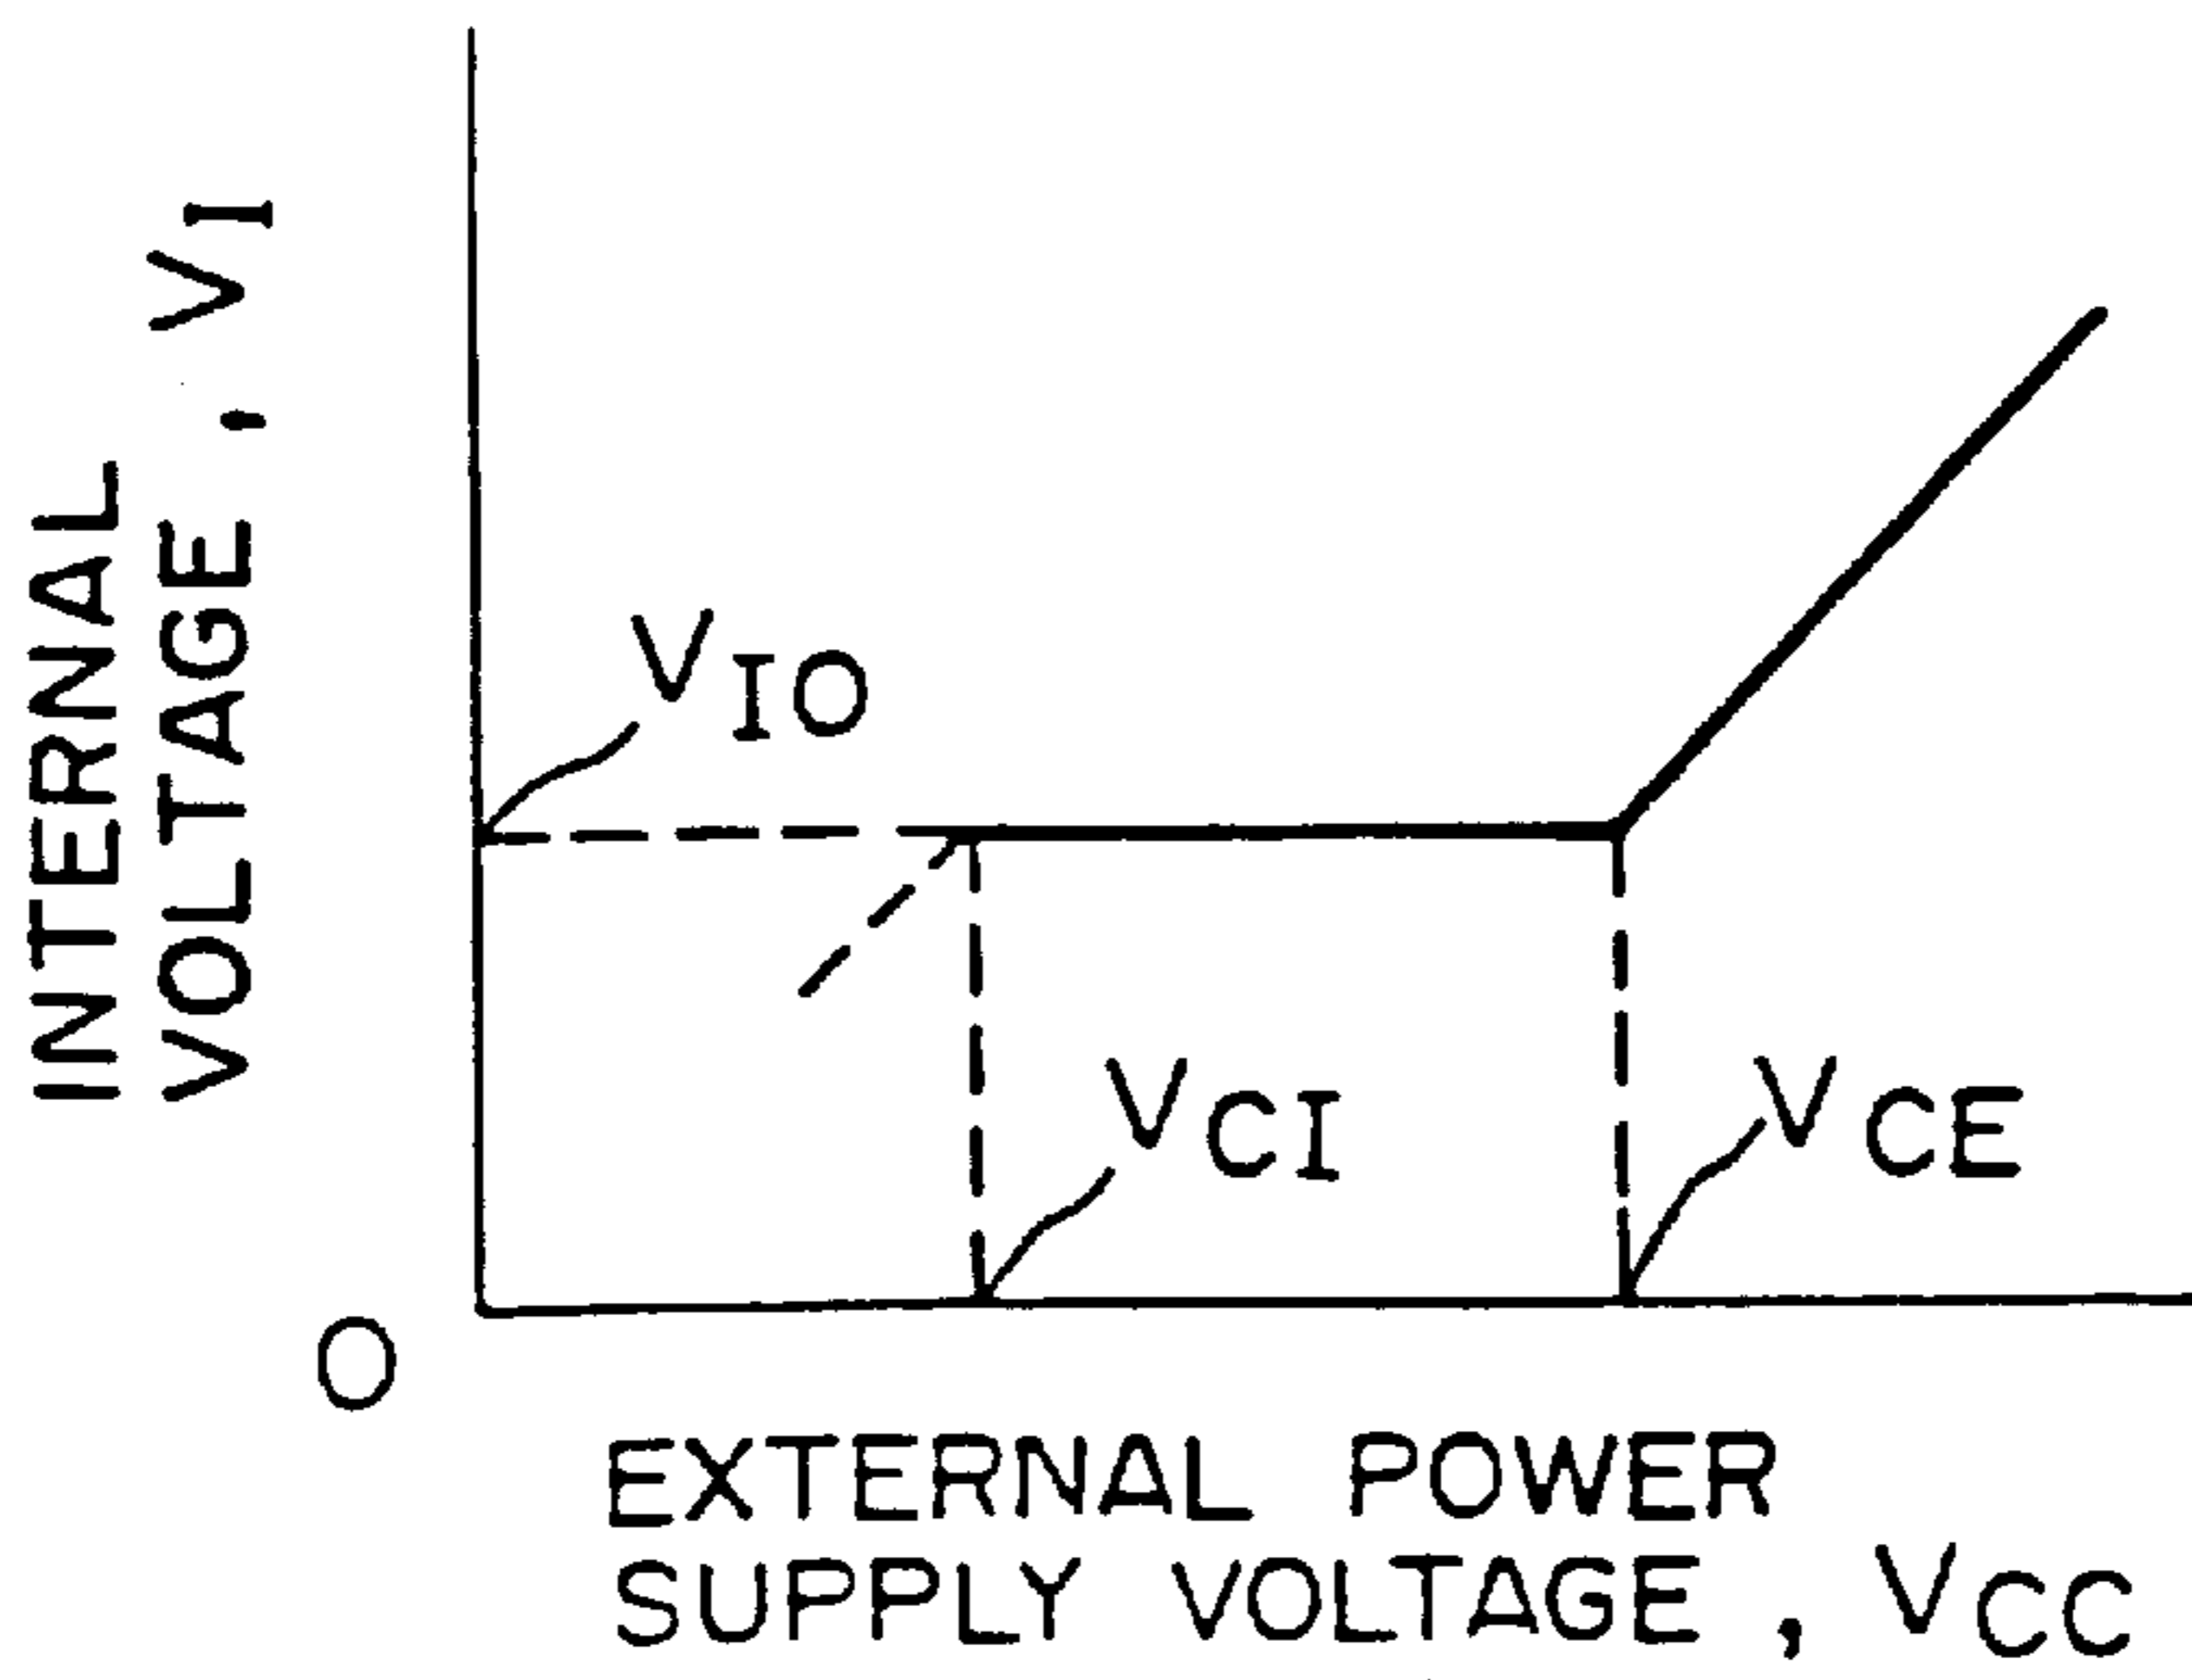 INTERNAL
VOLTAGE , VI
VIO
VCI
VCE
O
EXTERNAL POWER
SUPPLY VOLTAGE , VCC